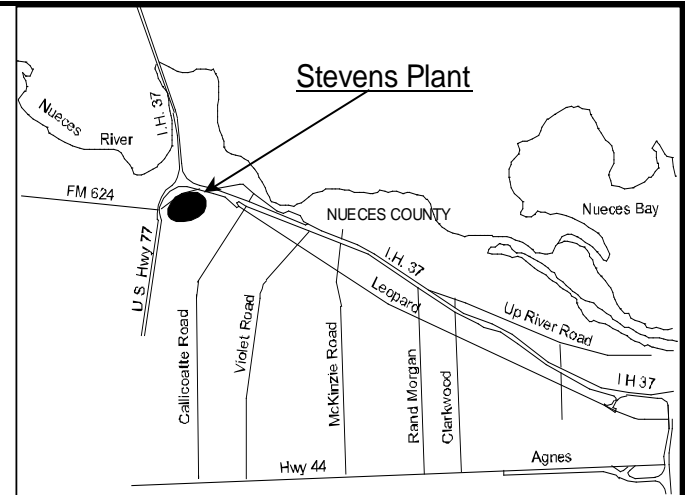 Stevens Plant
I.H. 37
Nueces
River
FM 624
NUECES COUNTY
Nueces Bay
U S Hwy 77
I.H. 37
Leopard
Up River Road
Callicoatte Road
Violet Road
McKinzie Road
Rand Morgan
Clarkwood
I H 37
Agnes
Hwy 44